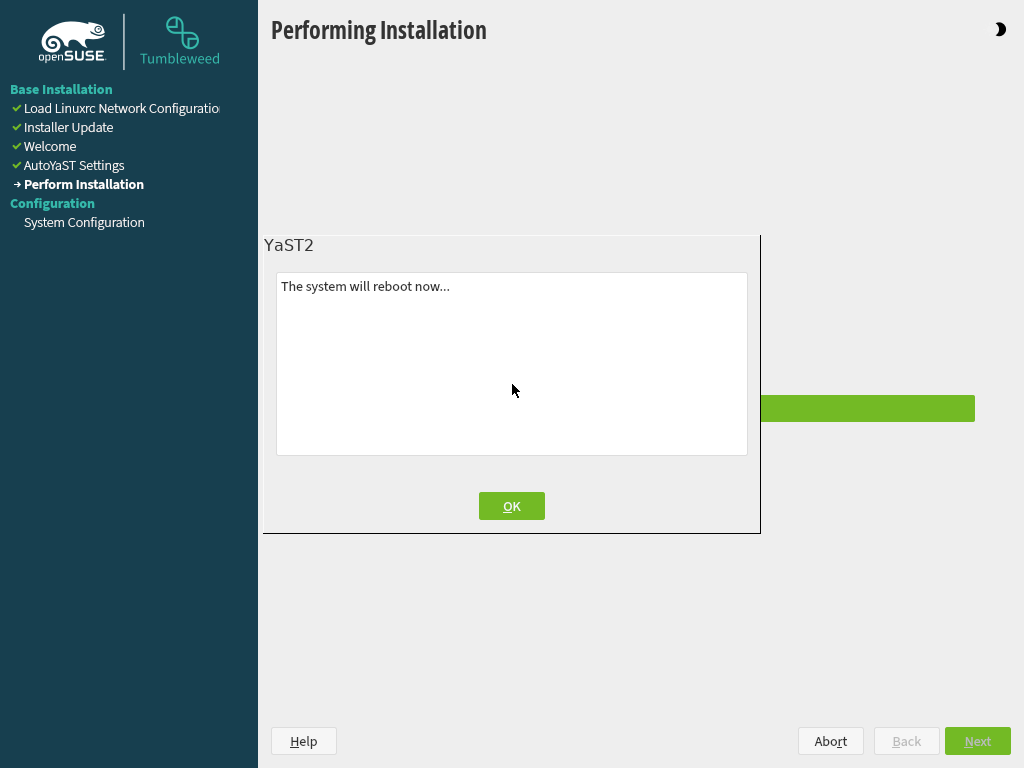 Performing Installation
openSUSE
Tumbleweed
Base Installation
Load Linuxrc Network Configuratio
Installer Update
Welcome
AutoYaST Settings
Perform Installation
Configuration
System Configuration
YaST2
The system will reboot now...
OK
Help
Abort
Back
Next